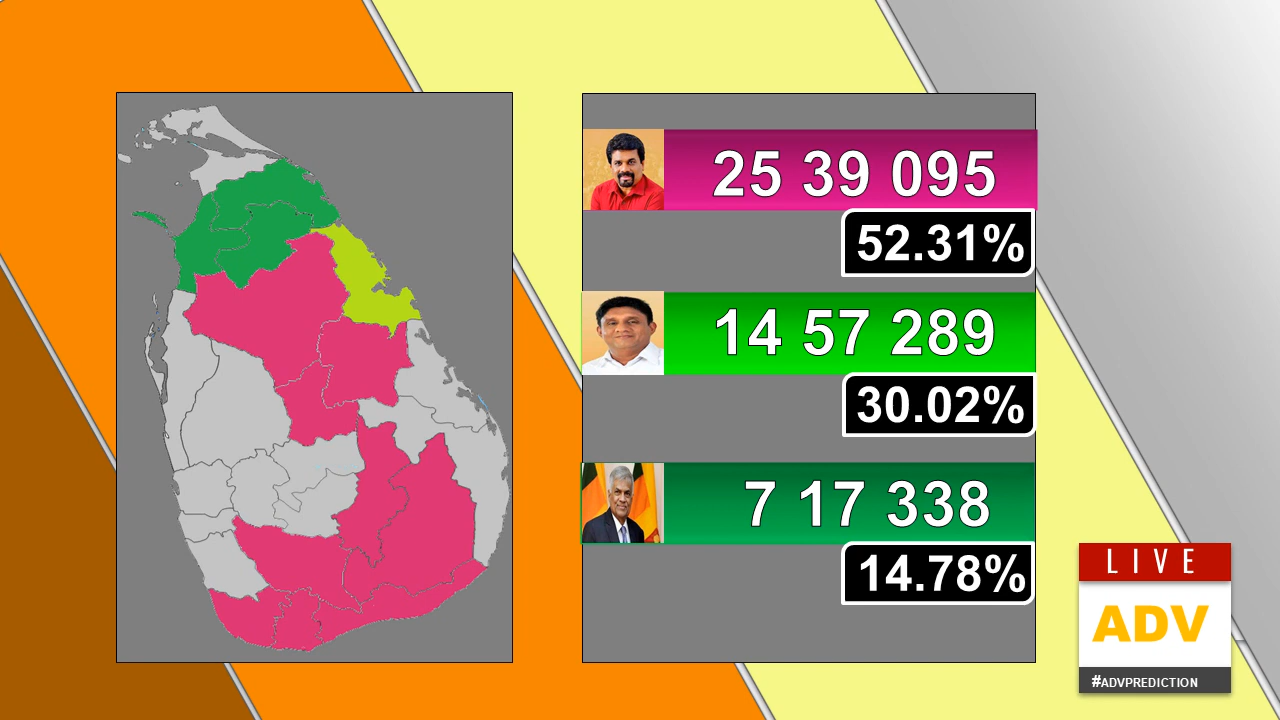 25 39 095
52.31%
14 57 289
30.02%
7 17 338
14.78%
LIVE
ADV
#ADVPREDICTION